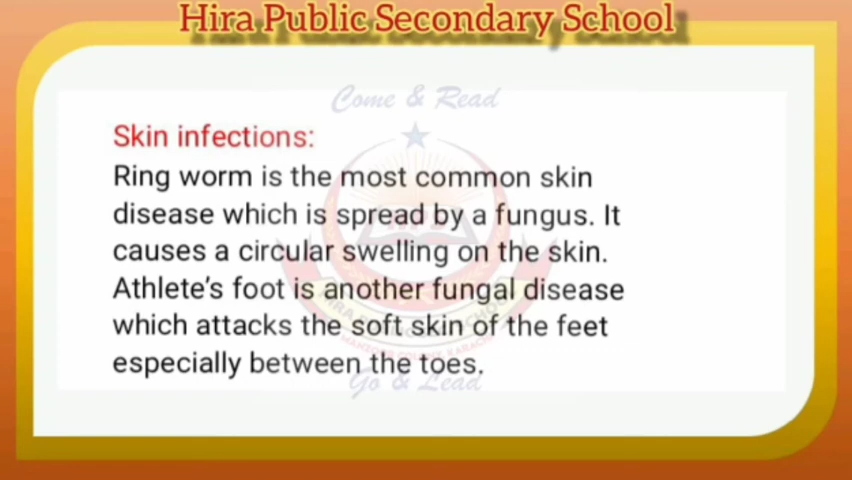 Hira Public Secondary School
Come & Read
Skin infections:
Ring worm is the most common skin
disease which is spread by a fungus. It
causes a circular swelling on the skin.
Athlete's foot is another fungal disease
which attacks the soft skin of the feet
especially between the toes.
Go & Lead